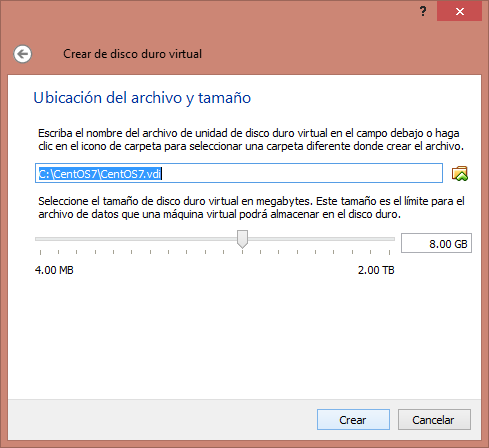 ?
Crear de disco duro virtual
Ubicación del archivo y tamaño
Escriba el nombre del archivo de unidad de disco duro virtual en el campo debajo o haga
clic en el icono de carpeta para seleccionar una carpeta diferente donde crear el archivo.
C:\CentOS7\CentOS7.vdi
Seleccione el tamaño de disco duro virtual en megabytes. Este tamaño es el límite para el
archivo de datos que una máquina virtual podrá almacenar en el disco duro.
8.00 GB
4.00 MB 2.00 TB
Crear Cancelar